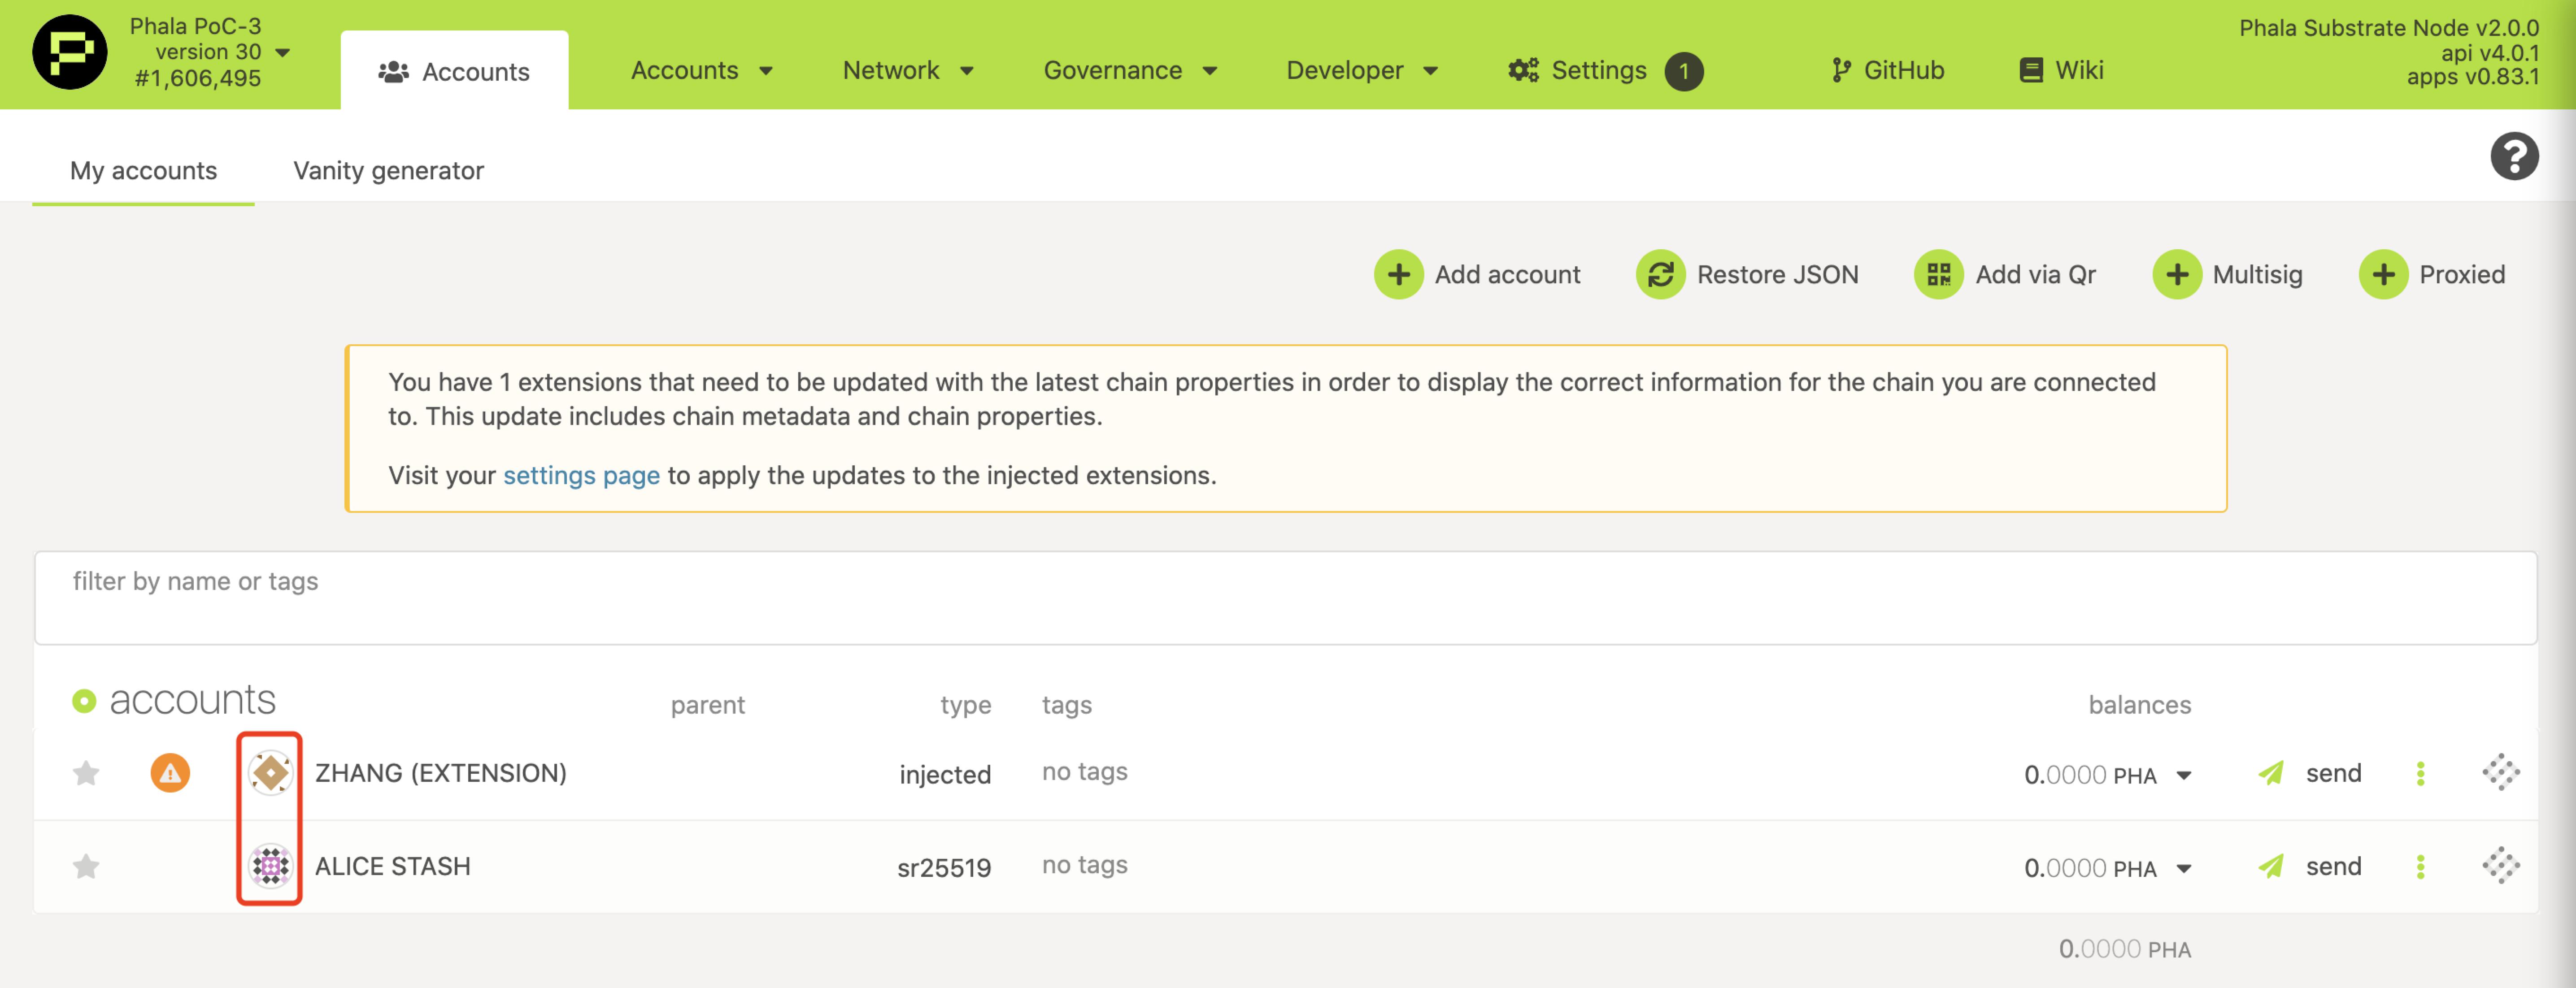 Phala PoC-3
version 30
#1,606,495
Accounts
Accounts
Network
Governance
Developer
Settings
1
GitHub
Wiki
Phala Substrate Node v2.0.0
api v4.0.1
apps v0.83.1
My accounts
Vanity generator
Add account
Restore JSON
Add via Qr
Multisig
Proxied
You have 1 extensions that need to be updated with the latest chain properties in order to display the correct information for the chain you are connected
to. This update includes chain metadata and chain properties.
Visit your settings page to apply the updates to the injected extensions.
filter by name or tags
accounts parent type tags balances
ZHANG (EXTENSION) injected no tags 0.0000 PHA send
ALICE STASH sr25519 no tags 0.0000 PHA send
0.0000 PHA